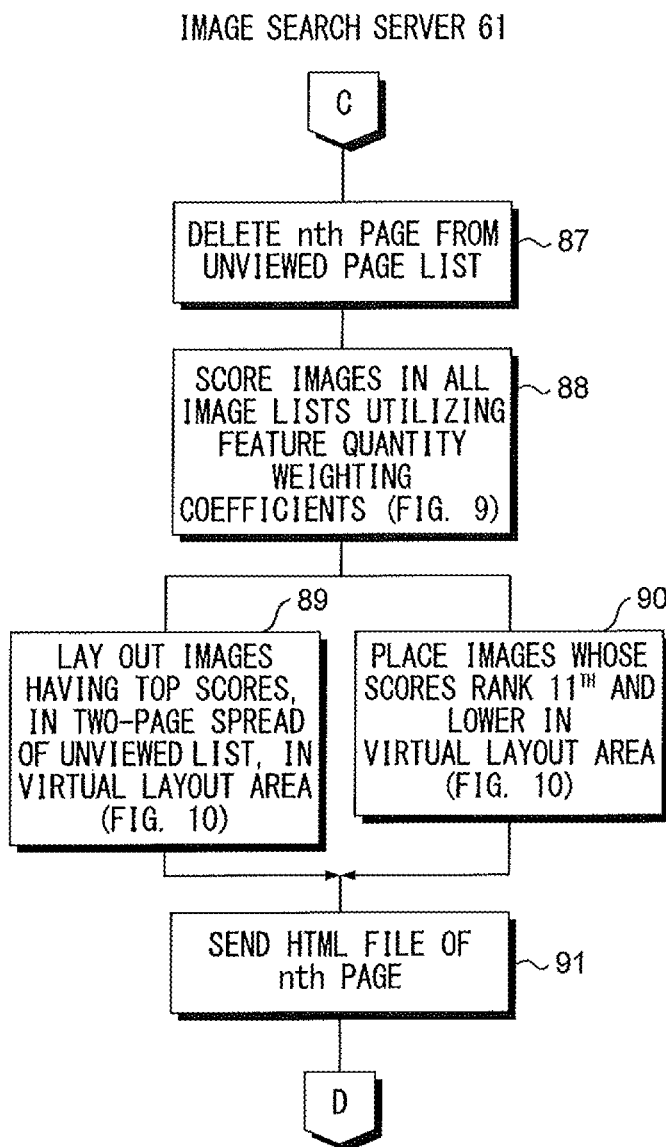 IMAGE SEARCH SERVER 61
C
DELETE nth PAGE FROM
UNVIEWED PAGE LIST
87
SCORE IMAGES IN ALL
IMAGE LISTS UTILIZING
FEATURE QUANTITY
WEIGHTING
COEFFICIENTS (FIG. 9)
88
89
LAY OUT IMAGES
HAVING TOP SCORES,
IN TWO-PAGE SPREAD
OF UNVIEWED LIST, IN
VIRTUAL LAYOUT AREA
(FIG. 10)
90
PLACE IMAGES WHOSE
SCORES RANK 11TH AND
LOWER IN
VIRTUAL LAYOUT AREA
(FIG. 10)
SEND HTML FILE OF
nth PAGE
91
D